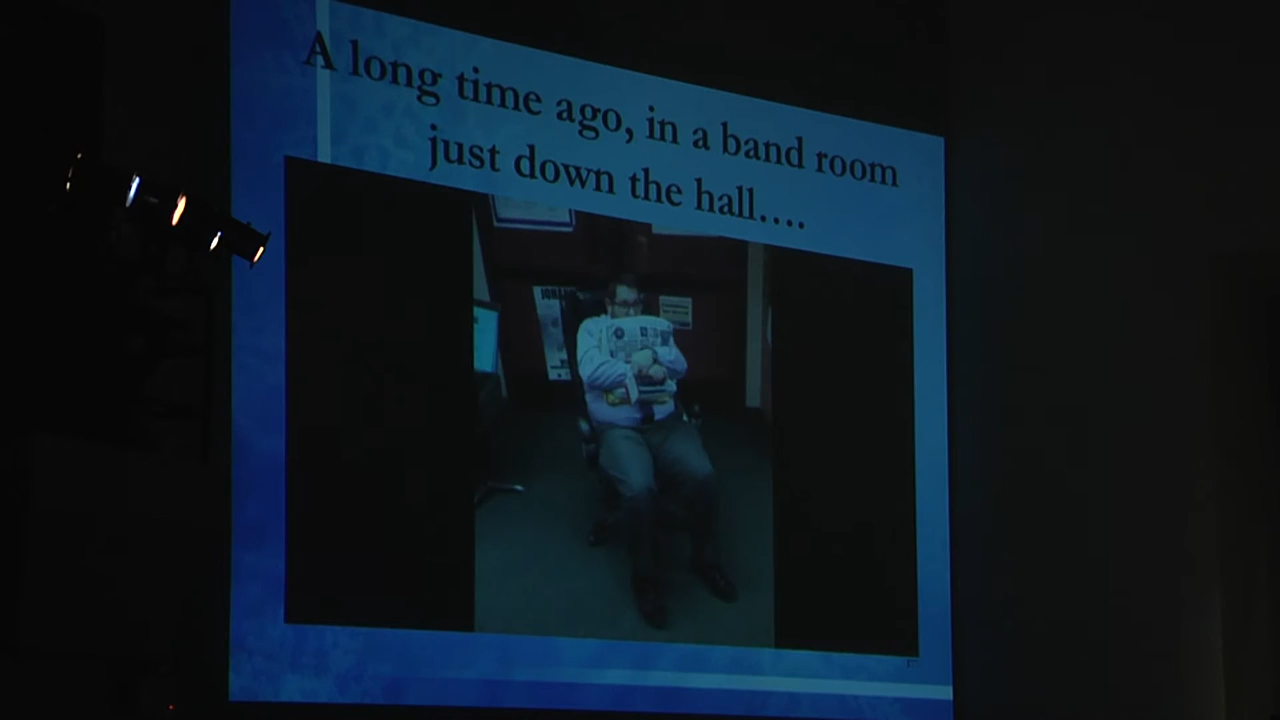 A long time ago, in a band room
just down the hall....